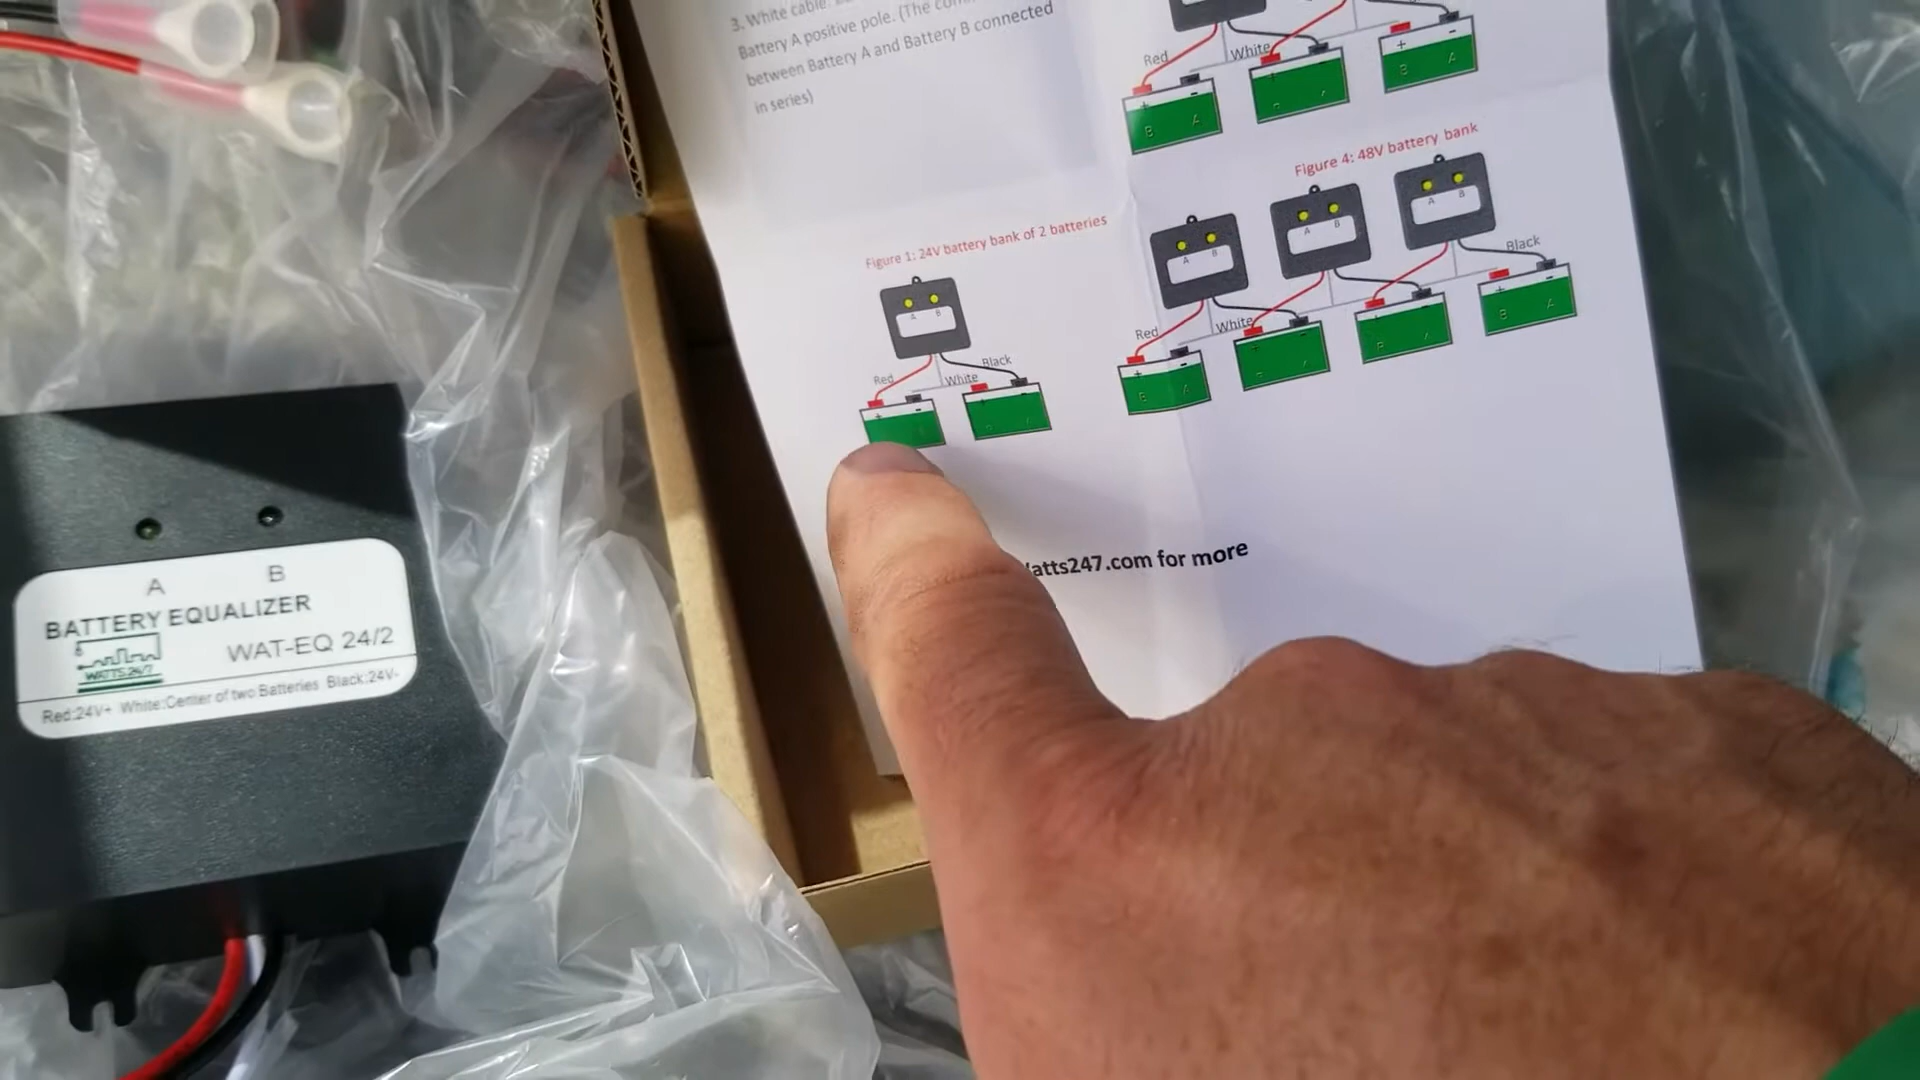 3. White cable:
Battery A positive pole. (The
between Battery A and Battery B connected
in series)
Red
White
+
-
B A
B A
Figure 4: 48V battery bank
A B
A B
A B
Black
Red
White
+ -
B A
B A
Figure 1: 24V battery bank of 2 batteries
A B
Red
White
Black
+ -
atts247.com for more
A B
BATTERY EQUALIZER
WAT-EQ 24/2
WATTS24/7
Red:24V+ White:Center of two Batteries Black:24V-